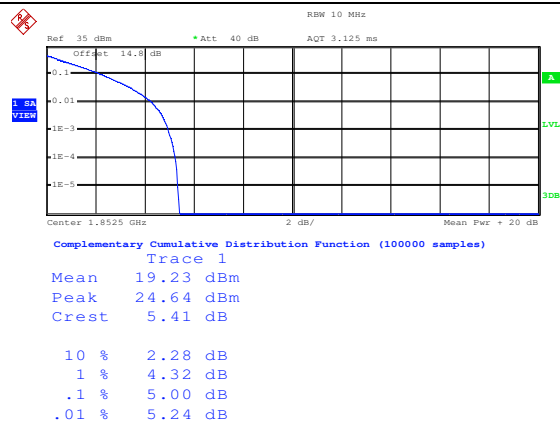 RBW 10 MHz
Ref 35 dBm * Att 40 dB AQT 3.125 ms
Offset 14.8 dB
0.1
A
1 SA
VIEW
0.01
1E-3
LVL
1E-4
1E-5
3DB
Center 1.8525 GHz 2 dB/ Mean Pwr + 20 dB
Complementary Cumulative Distribution Function (100000 samples)
Trace 1
Mean 19.23 dBm
Peak 24.64 dBm
Crest 5.41 dB
10 % 2.28 dB
1 % 4.32 dB
.1 % 5.00 dB
.01 % 5.24 dB